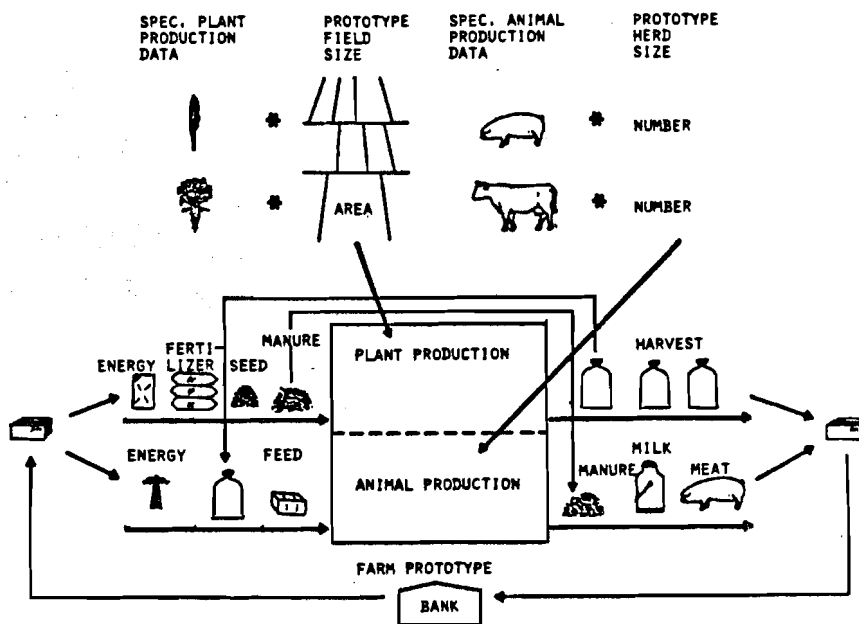 SPEC. PLANT
PRODUCTION
DATA
PROTOTYPE
FIELD
SIZE
SPEC. ANIMAL
PRODUCTION
DATA
PROTOTYPE
HERD
SIZE
*
*
NUMBER
*
AREA
*
NUMBER
ENERGY
FERTI-
LIZER
SEED
MANURE
PLANT PRODUCTION
HARVEST
ENERGY
FEED
ANIMAL PRODUCTION
MANURE
MILK
MEAT
FARM PROTOTYPE
BANK